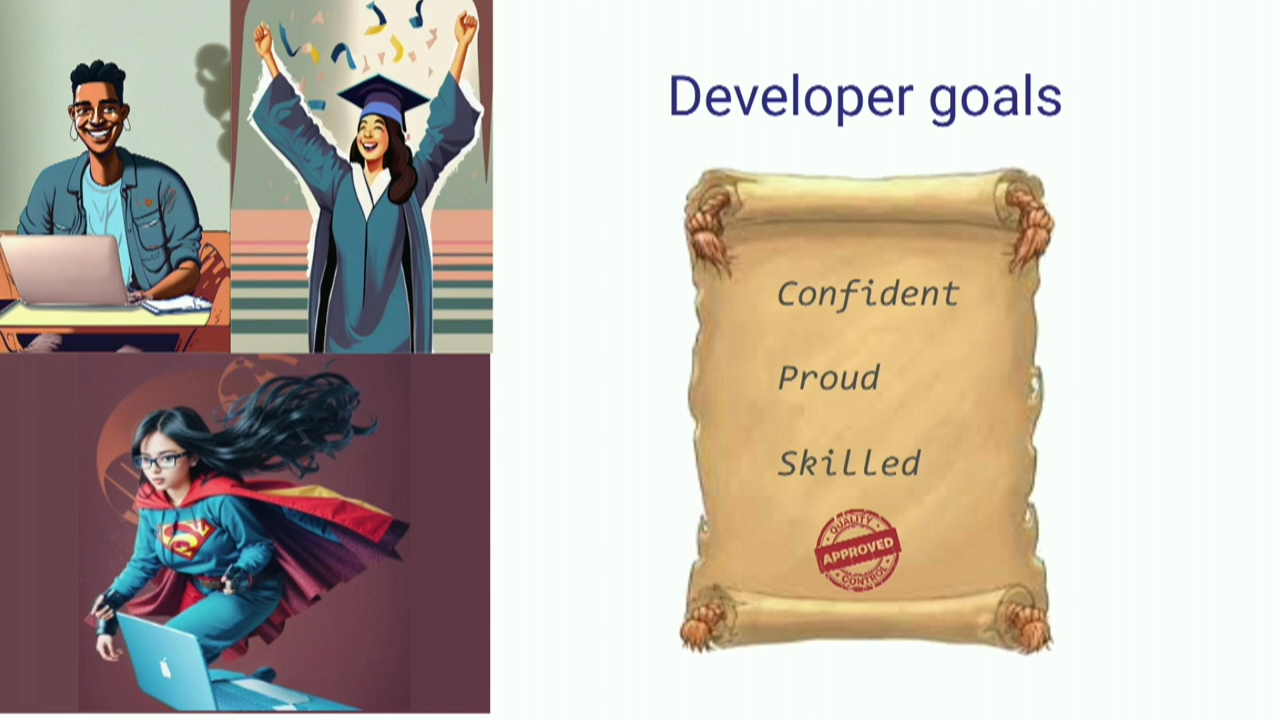 Developer goals
Confident
Proud
Skilled
QUALITY
APPROVED
CONTROL